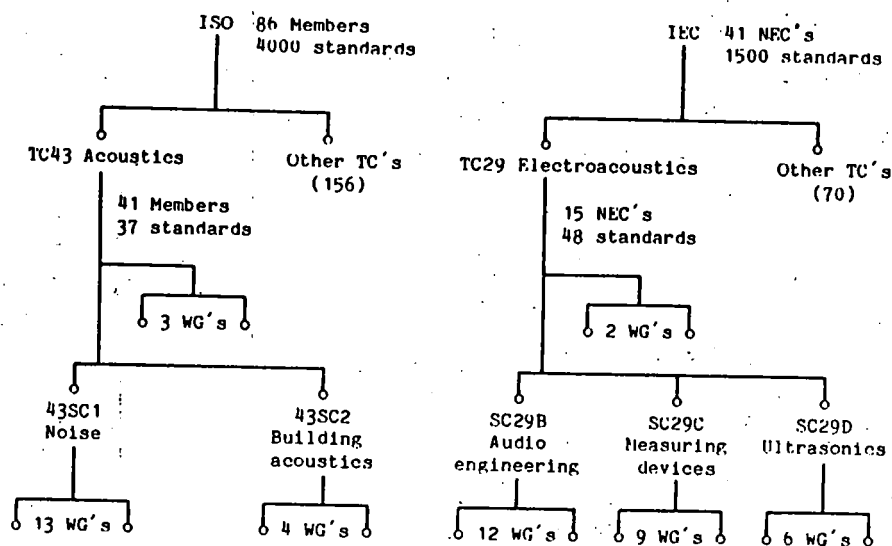 ISO 86 Members
4000 standards
TC43 Acoustics
Other TC's
(156)
41 Members
37 standards
3 WG's
43SC1
Noise
43SC2
Building
acoustics
13 WG's
4 WG's
IEC 41 NEC's
1500 standards
TC29 Electroacoustics
Other TC's
(70)
15 NEC's
48 standards
2 WG's
SC29B
Audio
engineering
SC29C
Measuring
devices
SC29D
Ultrasonics
12 WG's
9 WG's
6 WG's